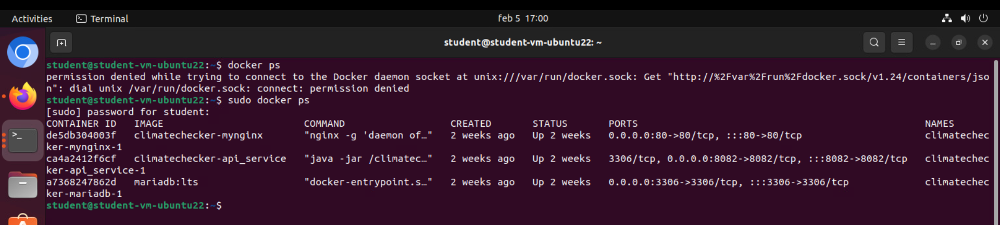 Activities Terminal feb 5 17:00
student@student-vm-ubuntu22: ~
student@student-vm-ubuntu22:~$ docker ps
permission denied while trying to connect to the Docker daemon socket at unix:///var/run/docker.sock: Get "http://%2Fvar%2Frun%2Fdocker.sock/v1.24/containers/jso
n": dial unix /var/run/docker.sock: connect: permission denied
student@student-vm-ubuntu22:~$ sudo docker ps
[sudo] password for student:
CONTAINER ID IMAGE COMMAND CREATED STATUS PORTS NAMES
de5db304003f climatechecker-mynginx "nginx -g 'daemon of…" 2 weeks ago Up 2 weeks 0.0.0.0:80->80/tcp, :::80->80/tcp climatechec
ker-mynginx-1
ca4a2412f6cf climatechecker-api_service "java -jar /climatec…" 2 weeks ago Up 2 weeks 3306/tcp, 0.0.0.0:8082->8082/tcp, :::8082->8082/tcp climatechec
ker-api_service-1
a7368247862d mariadb:lts "docker-entrypoint.s…" 2 weeks ago Up 2 weeks 0.0.0.0:3306->3306/tcp, :::3306->3306/tcp climatechec
ker-mariadb-1
student@student-vm-ubuntu22:~$